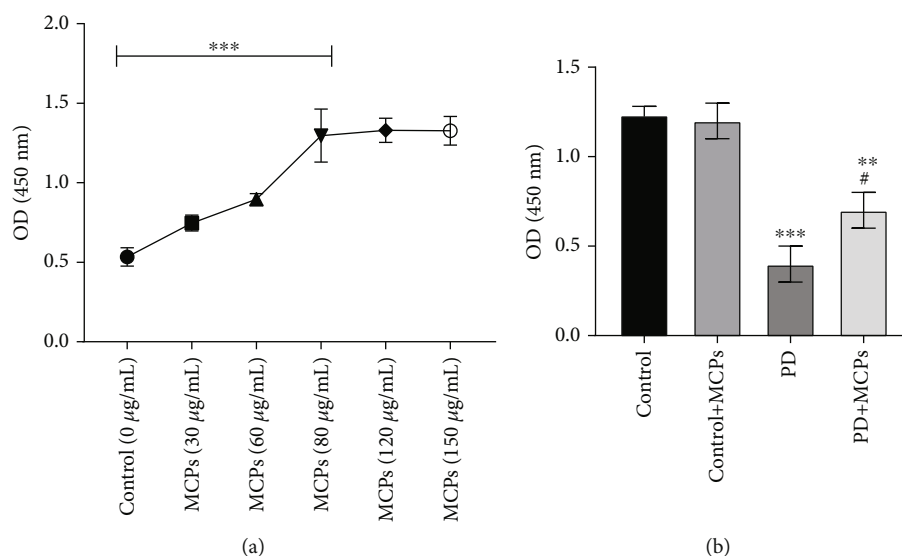 ***
2.0
1.5
1.0
0.5
0.0
OD (450 nm)
Control (0 µg/mL)
MCPs (30 µg/mL)
MCPs (60 µg/mL)
MCPs (80 µg/mL)
MCPs (120 µg/mL)
MCPs (150 µg/mL)
(a)
1.5
1.0
0.5
0.0
OD (450 nm)
***
**
#
Control
Control+MCPs
PD
PD+MCPs
(b)